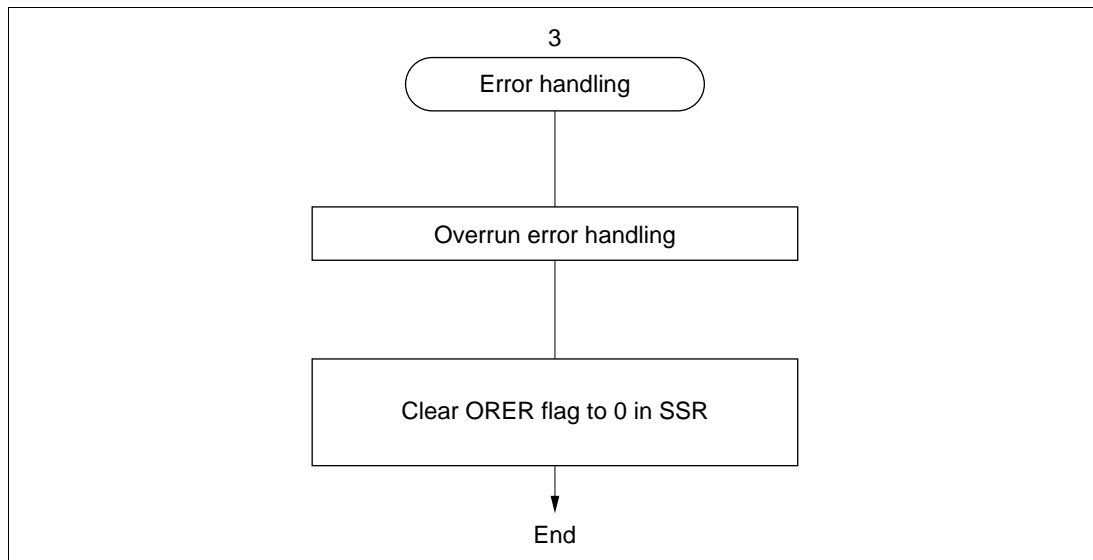 3
Error handling
Overrun error handling
Clear ORER flag to 0 in SSR
End